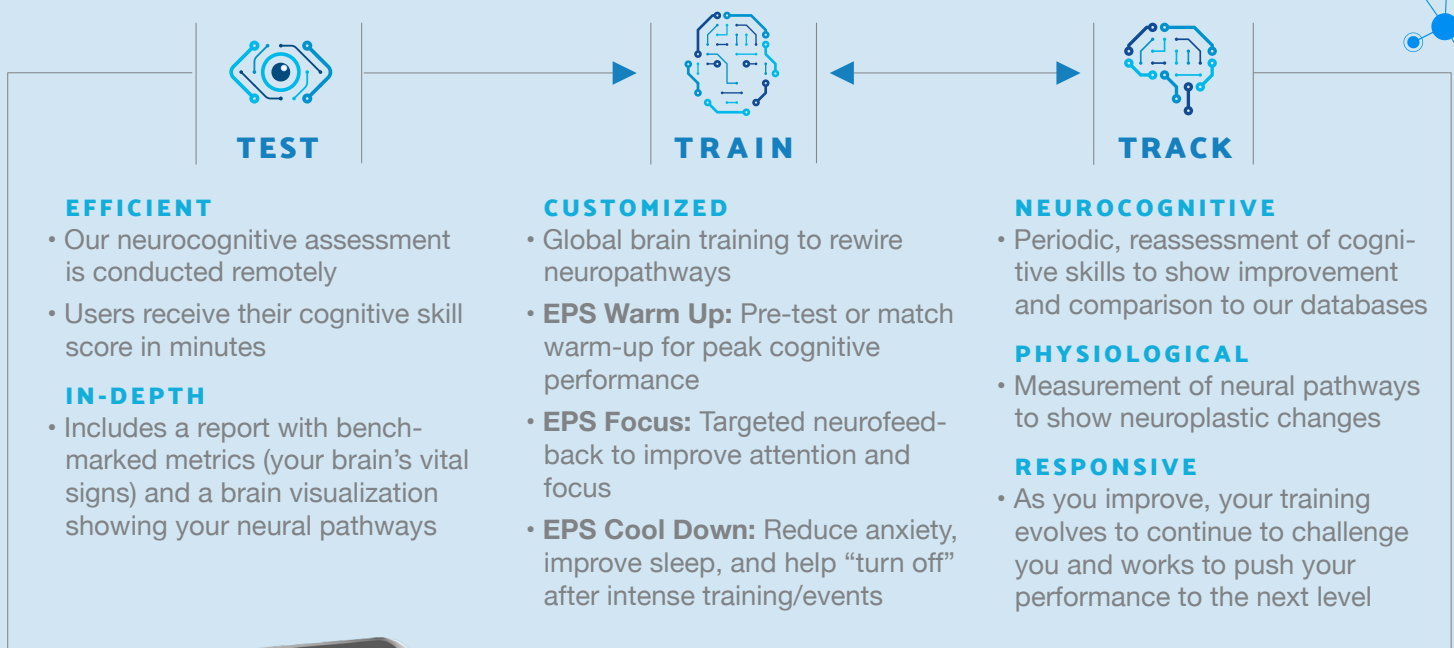 TEST
EFFICIENT
• Our neurocognitive assessment
is conducted remotely
• Users receive their cognitive skill
score in minutes
IN-DEPTH
• Includes a report with bench-
marked metrics (your brain’s vital
signs) and a brain visualization
showing your neural pathways
TRAIN
CUSTOMIZED
• Global brain training to rewire
neuropathways
• EPS Warm Up: Pre-test or match
warm-up for peak cognitive
performance
• EPS Focus: Targeted neurofeed-
back to improve attention and
focus
• EPS Cool Down: Reduce anxiety,
improve sleep, and help “turn off”
after intense training/events
TRACK
NEUROCOGNITIVE
• Periodic, reassessment of cogni-
tive skills to show improvement
and comparison to our databases
PHYSIOLOGICAL
• Measurement of neural pathways
to show neuroplastic changes
RESPONSIVE
• As you improve, your training
evolves to continue to challenge
you and works to push your
performance to the next level